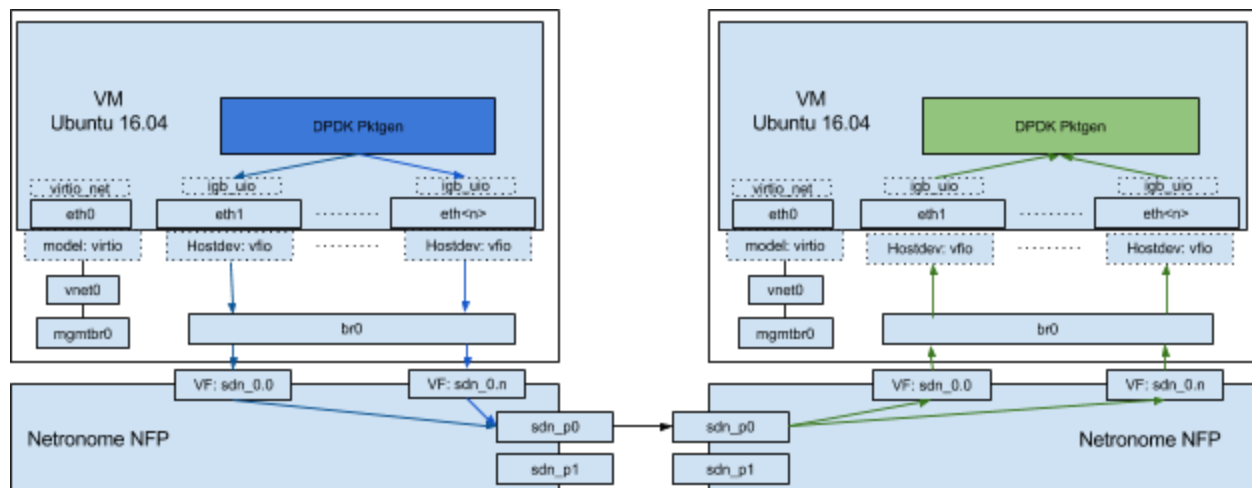 VM
Ubuntu 16.04
DPDK Pktgen
virtio_net
igb_uio
igb_uio
eth0
eth1
eth<n>
model: virtio
Hostdev: vfio
Hostdev: vfio
vnet0
mgmtbr0
br0
VF: sdn_0.0
VF: sdn_0.n
Netronome NFP
sdn_p0
sdn_p1
VM
Ubuntu 16.04
DPDK Pktgen
virtio_net
igb_uio
igb_uio
eth0
eth1
eth<n>
model: virtio
Hostdev: vfio
Hostdev: vfio
vnet0
mgmtbr0
br0
VF: sdn_0.0
VF: sdn_0.n
sdn_p0
sdn_p1
Netronome NFP